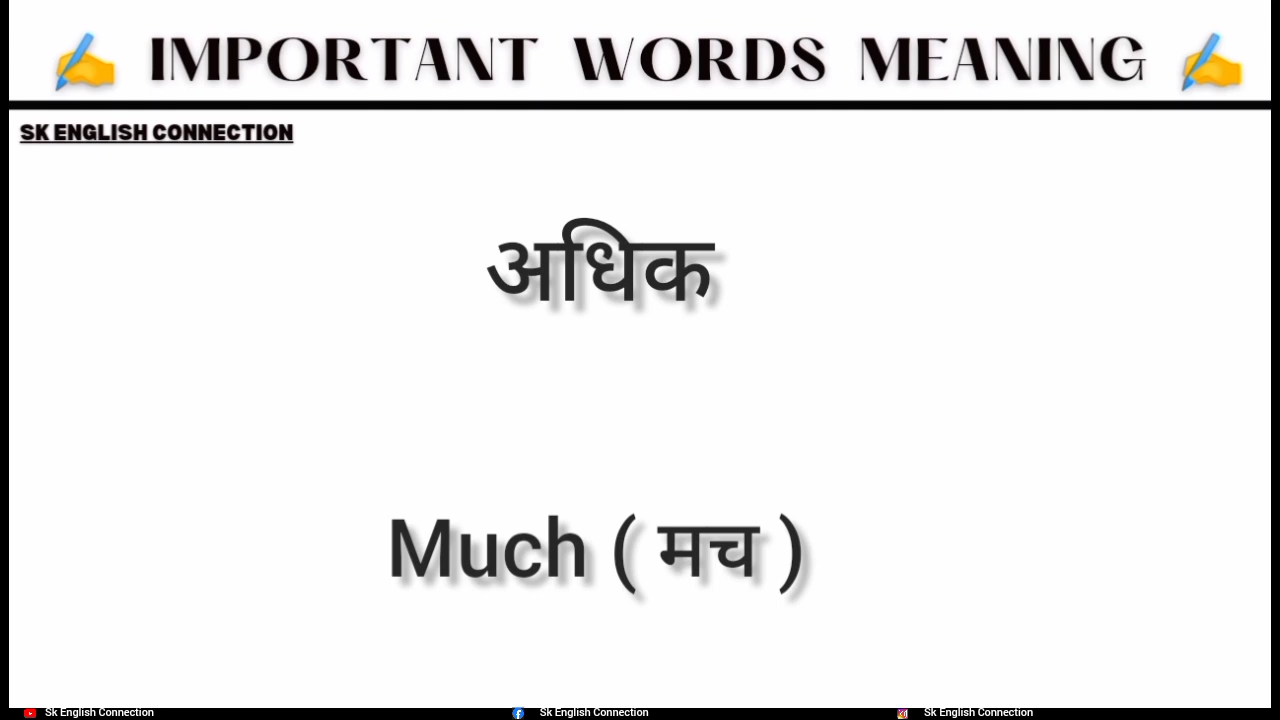 ✍️ IMPORTANT WORDS MEANING ✍️
SK ENGLISH CONNECTION
अधिक
Much ( मच )
Sk English Connection Sk English Connection Sk English Connection